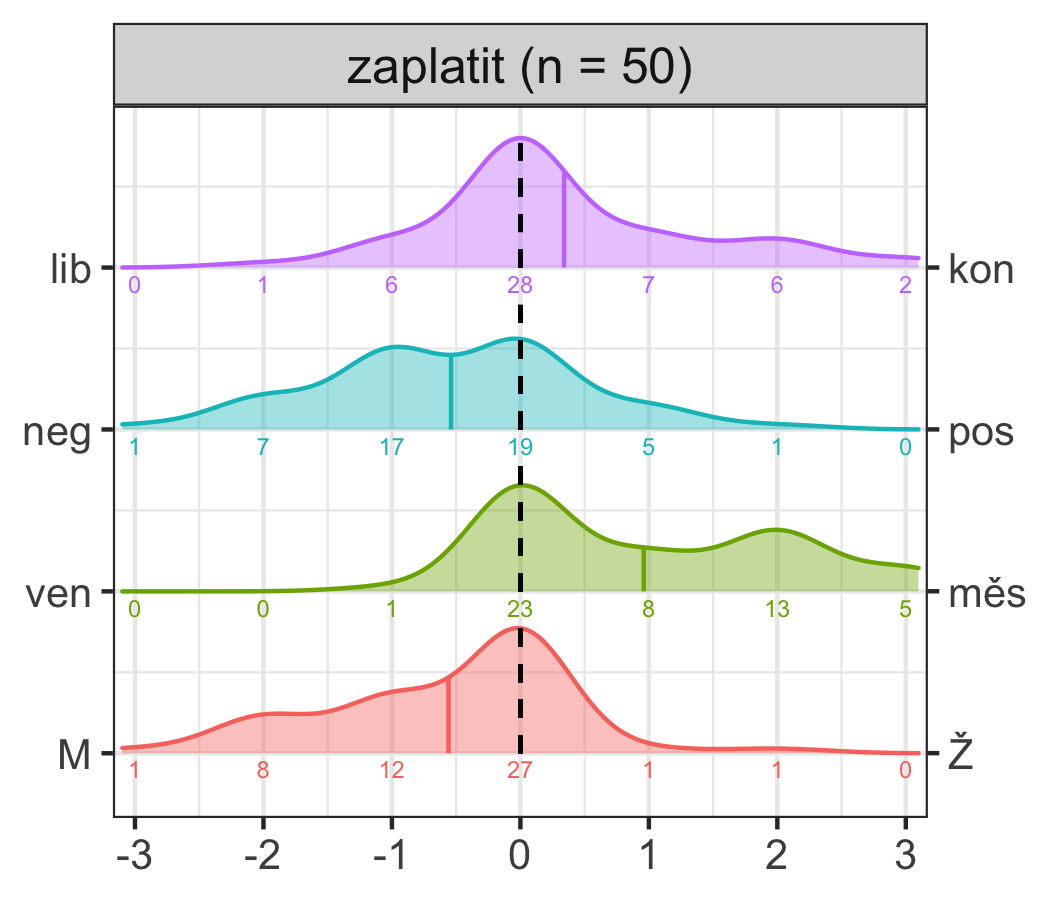 zaplatit (n = 50)
lib kon
0 1 6 28 7 6 2
neg pos
1 7 17 19 5 1 0
ven měs
0 0 1 23 8 13 5
M Ž
1 8 12 27 1 1 0
-3 -2 -1 0 1 2 3